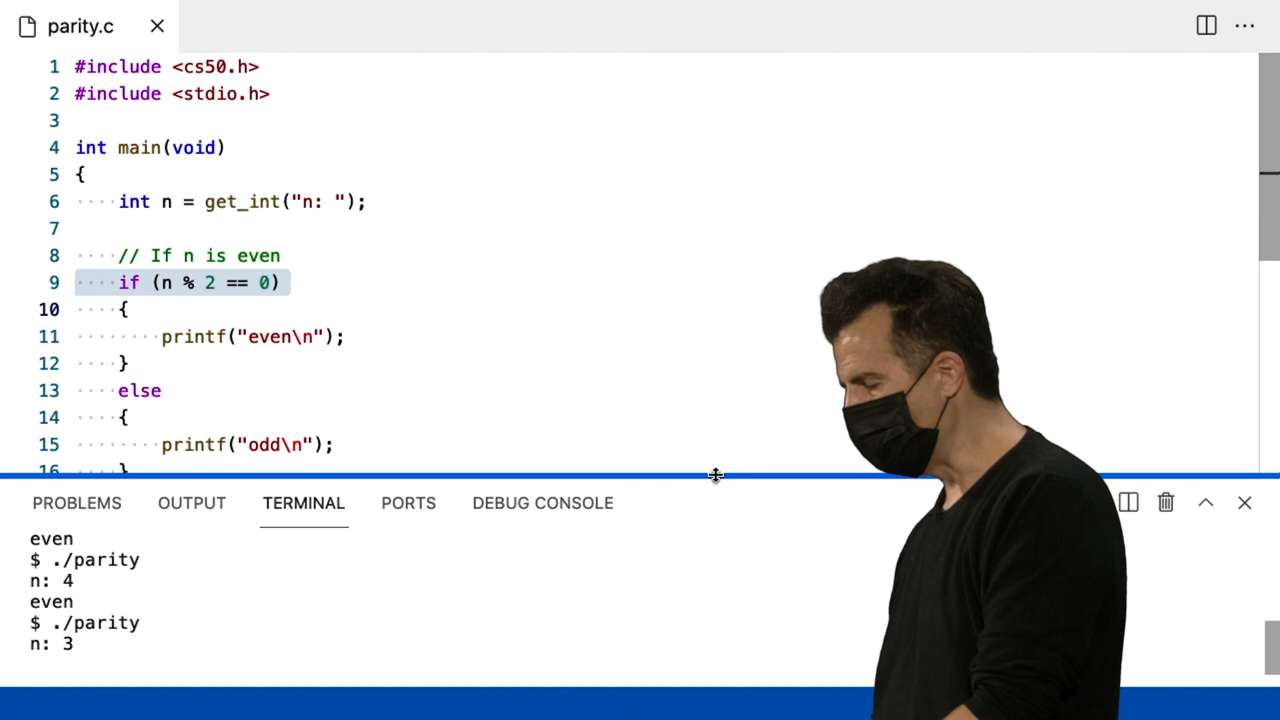 parity.c
1 #include <cs50.h>
2 #include <stdio.h>
3
4 int main(void)
5 {
6 ····int n = get_int("n: ");
7
8 ····// If n is even
9 ····if (n % 2 == 0)
10 ····{
11 ········printf("even\n");
12 ····}
13 ····else
14 ····{
15 ········printf("odd\n");
16 ····}
PROBLEMS OUTPUT TERMINAL PORTS DEBUG CONSOLE
even
$ ./parity
n: 4
even
$ ./parity
n: 3